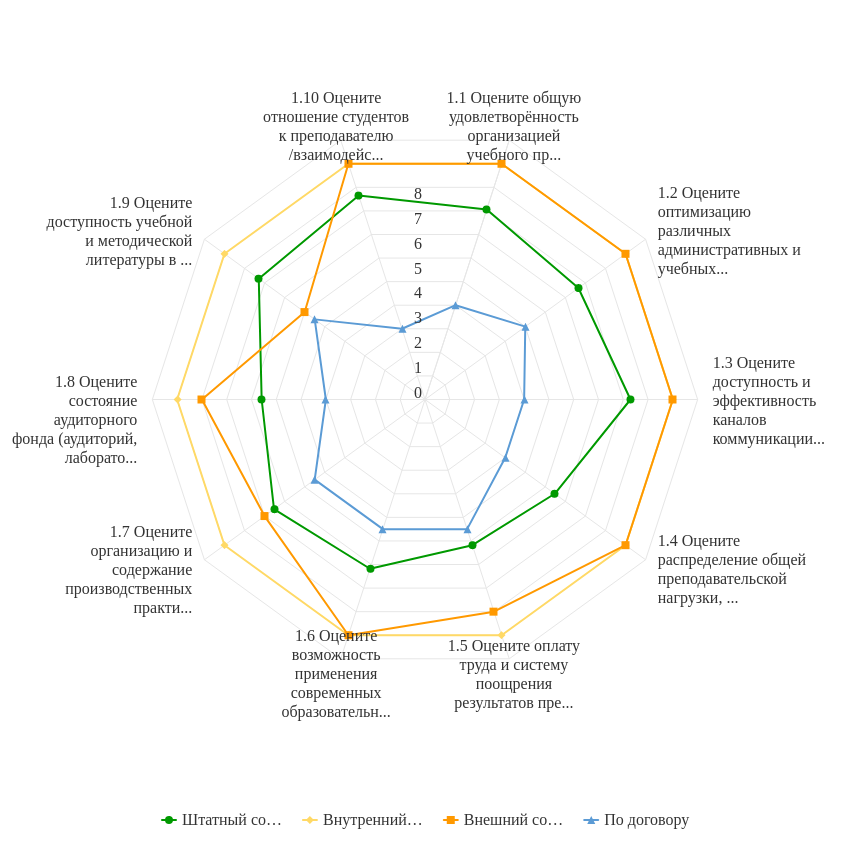 1.10 Оцените
отношение студентов
к преподавателю
/взаимодейс...
1.1 Оцените общую
удовлетворённость
организацией
учебного пр...
1.2 Оцените
оптимизацию
различных
административных и
учебных...
1.9 Оцените
доступность учебной
и методической
литературы в ...
8
7
6
5
4
3
2
1
0
1.3 Оцените
доступность и
эффективность
каналов
коммуникации...
1.8 Оцените
состояние
аудиторного
фонда (аудиторий,
лаборато...
1.4 Оцените
распределение общей
преподавательской
нагрузки, ...
1.7 Оцените
организацию и
содержание
производственных
практи...
1.6 Оцените
возможность
применения
современных
образовательн...
1.5 Оцените оплату
труда и систему
поощрения
результатов пре...
Штатный со… Внутренний… Внешний со… По договору